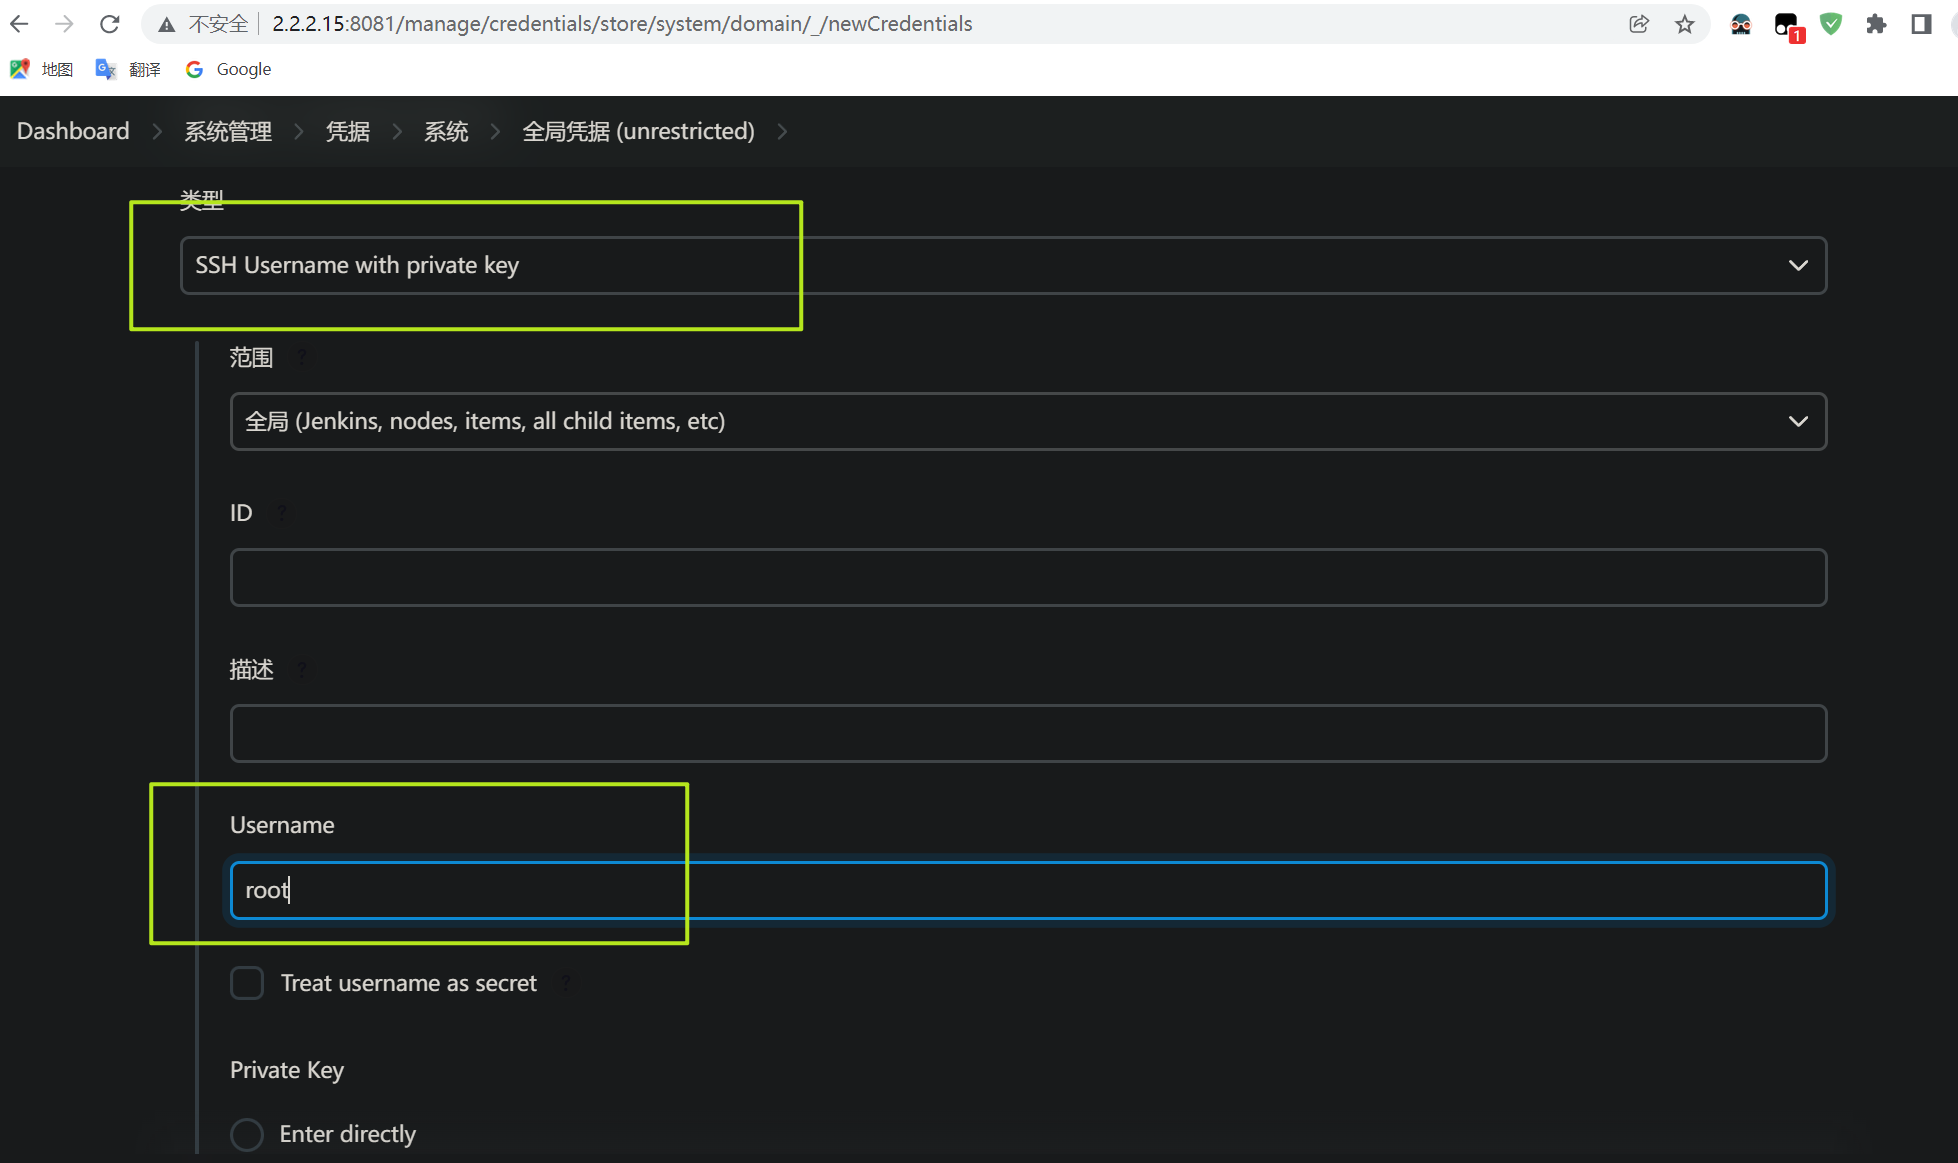 不安全 2.2.2.15:8081/manage/credentials/store/system/domain/_/newCredentials
1
地图 翻译 Google
Dashboard 系统管理 凭据 系统 全局凭据 (unrestricted)
类型
SSH Username with private key
范围 ?
全局 (Jenkins, nodes, items, all child items, etc)
ID ?
描述 ?
Username
root
Treat username as secret ?
Private Key
Enter directly